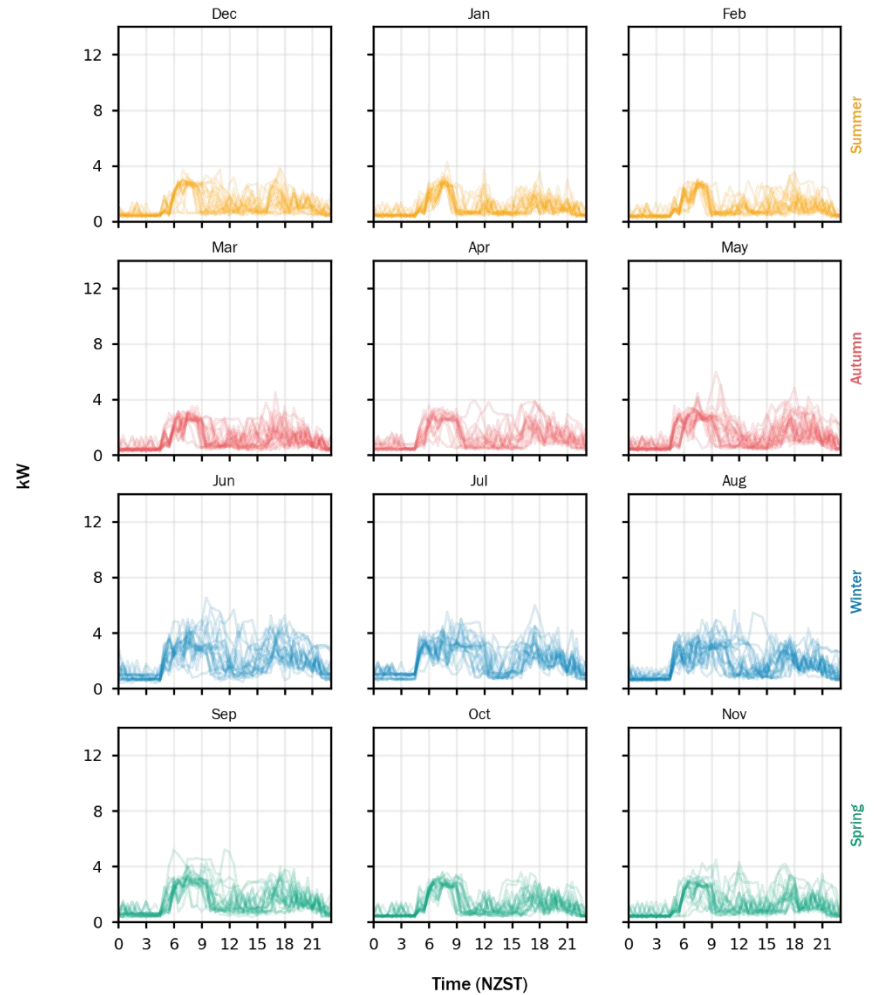 Dec Jan Feb
12
8
4
0
Summer
Mar Apr May
12
8
4
0
Autumn
kW
Jun Jul Aug
12
8
4
0
Winter
Sep Oct Nov
12
8
4
0
Spring
0 3 6 9 12 15 18 21 0 3 6 9 12 15 18 21 0 3 6 9 12 15 18 21
Time (NZST)